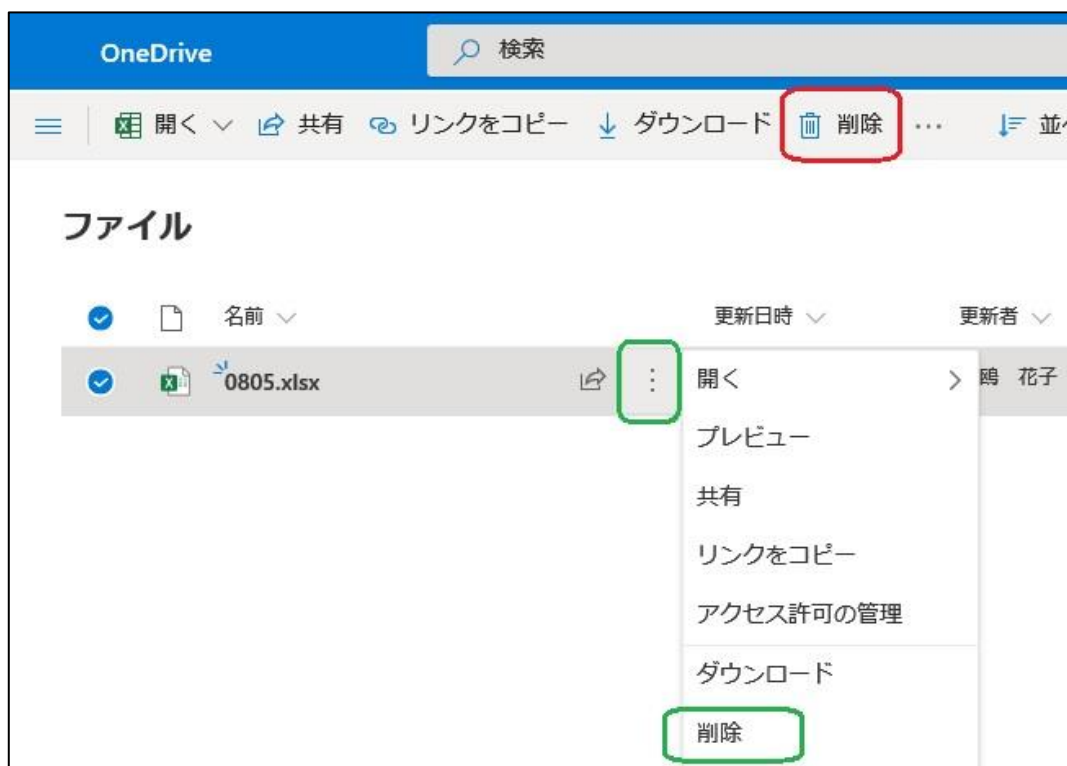 OneDrive 検索
開く 共有 リンクをコピー ダウンロード 削除 … 並
ファイル
名前 更新日時 更新者
0805.xlsx 開く 鴎 花子
プレビュー
共有
リンクをコピー
アクセス許可の管理
ダウンロード
削除